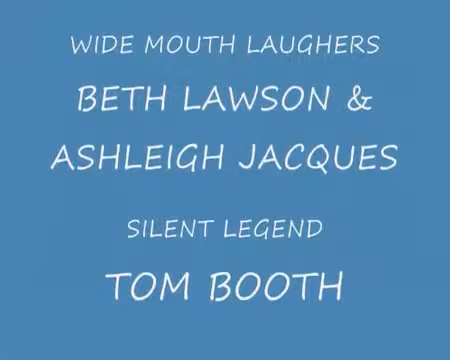 WIDE MOUTH LAUGHERS
BETH LAWSON &
ASHLEIGH JACQUES
SILENT LEGEND
TOM BOOTH